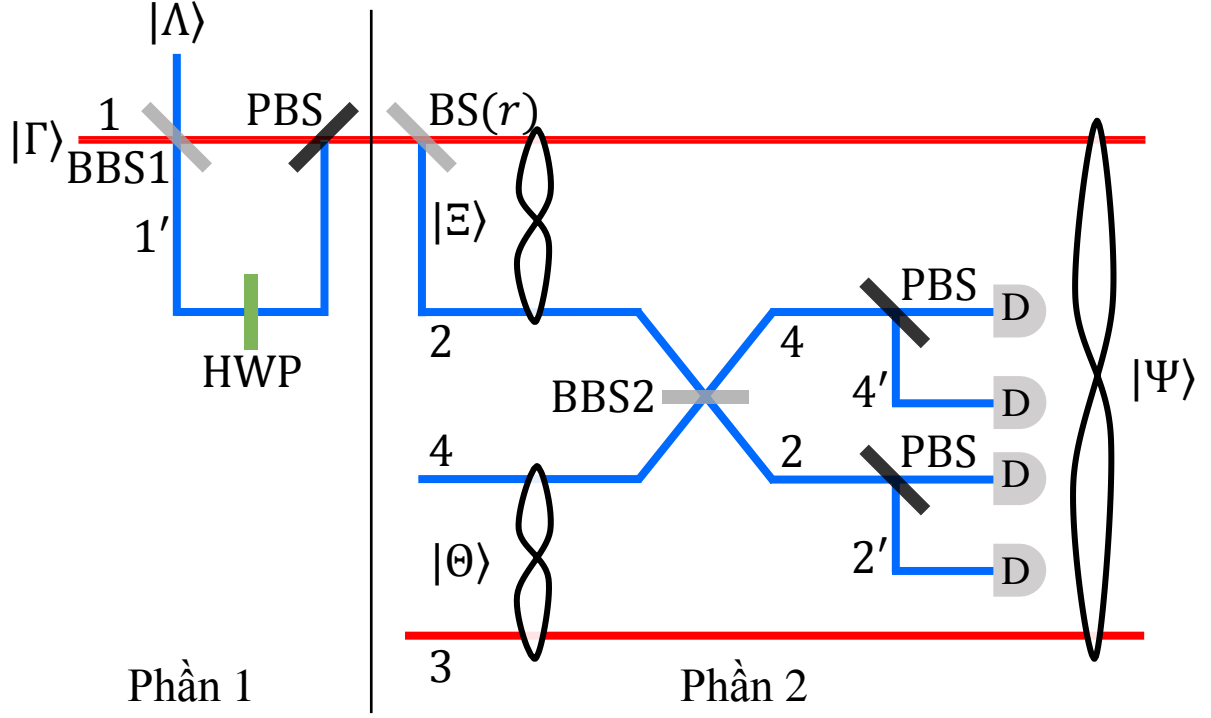 |Λ⟩
|Γ⟩
1
BBS1
PBS
BS(r)
1′
HWP
|Ξ⟩
2
4
BBS2
4
2
PBS
D
4′
D
PBS
D
2′
D
|Θ⟩
3
|Ψ⟩
Phần 1
Phần 2